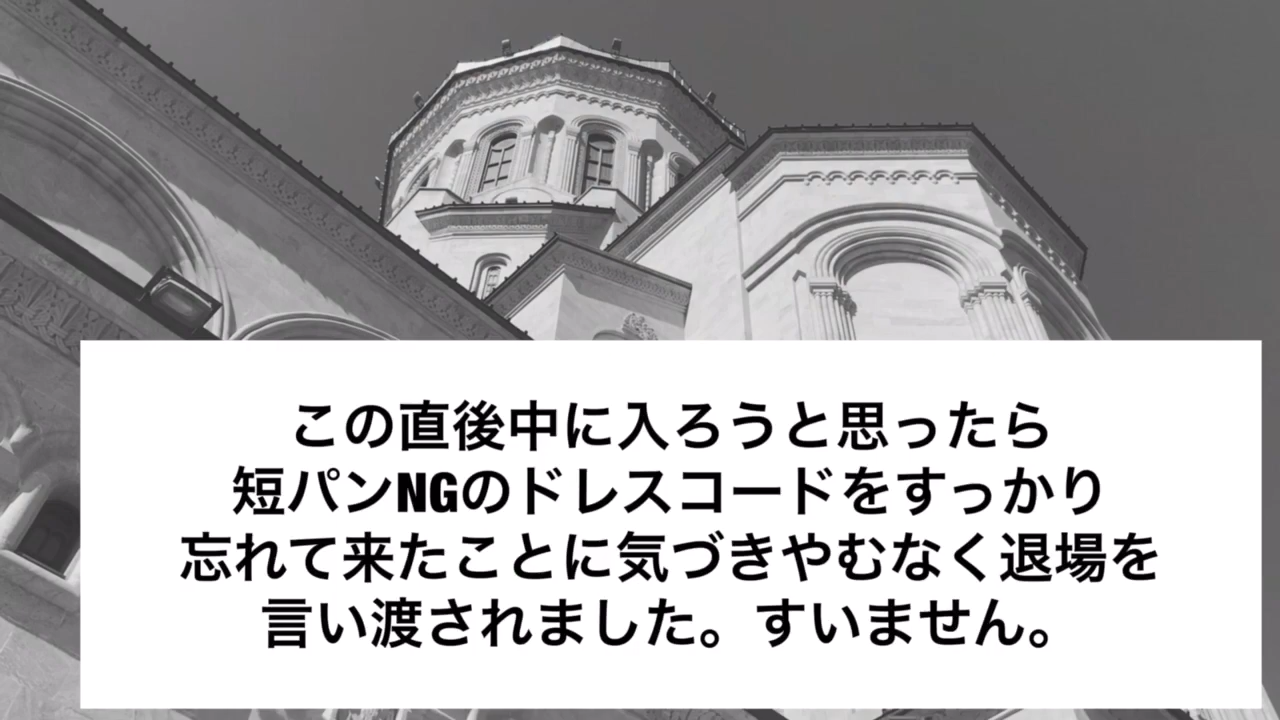 この直後中に入ろうと思ったら
短パンNGのドレスコードをすっかり
忘れて来たことに気づきやむなく退場を
言い渡されました。すいません。